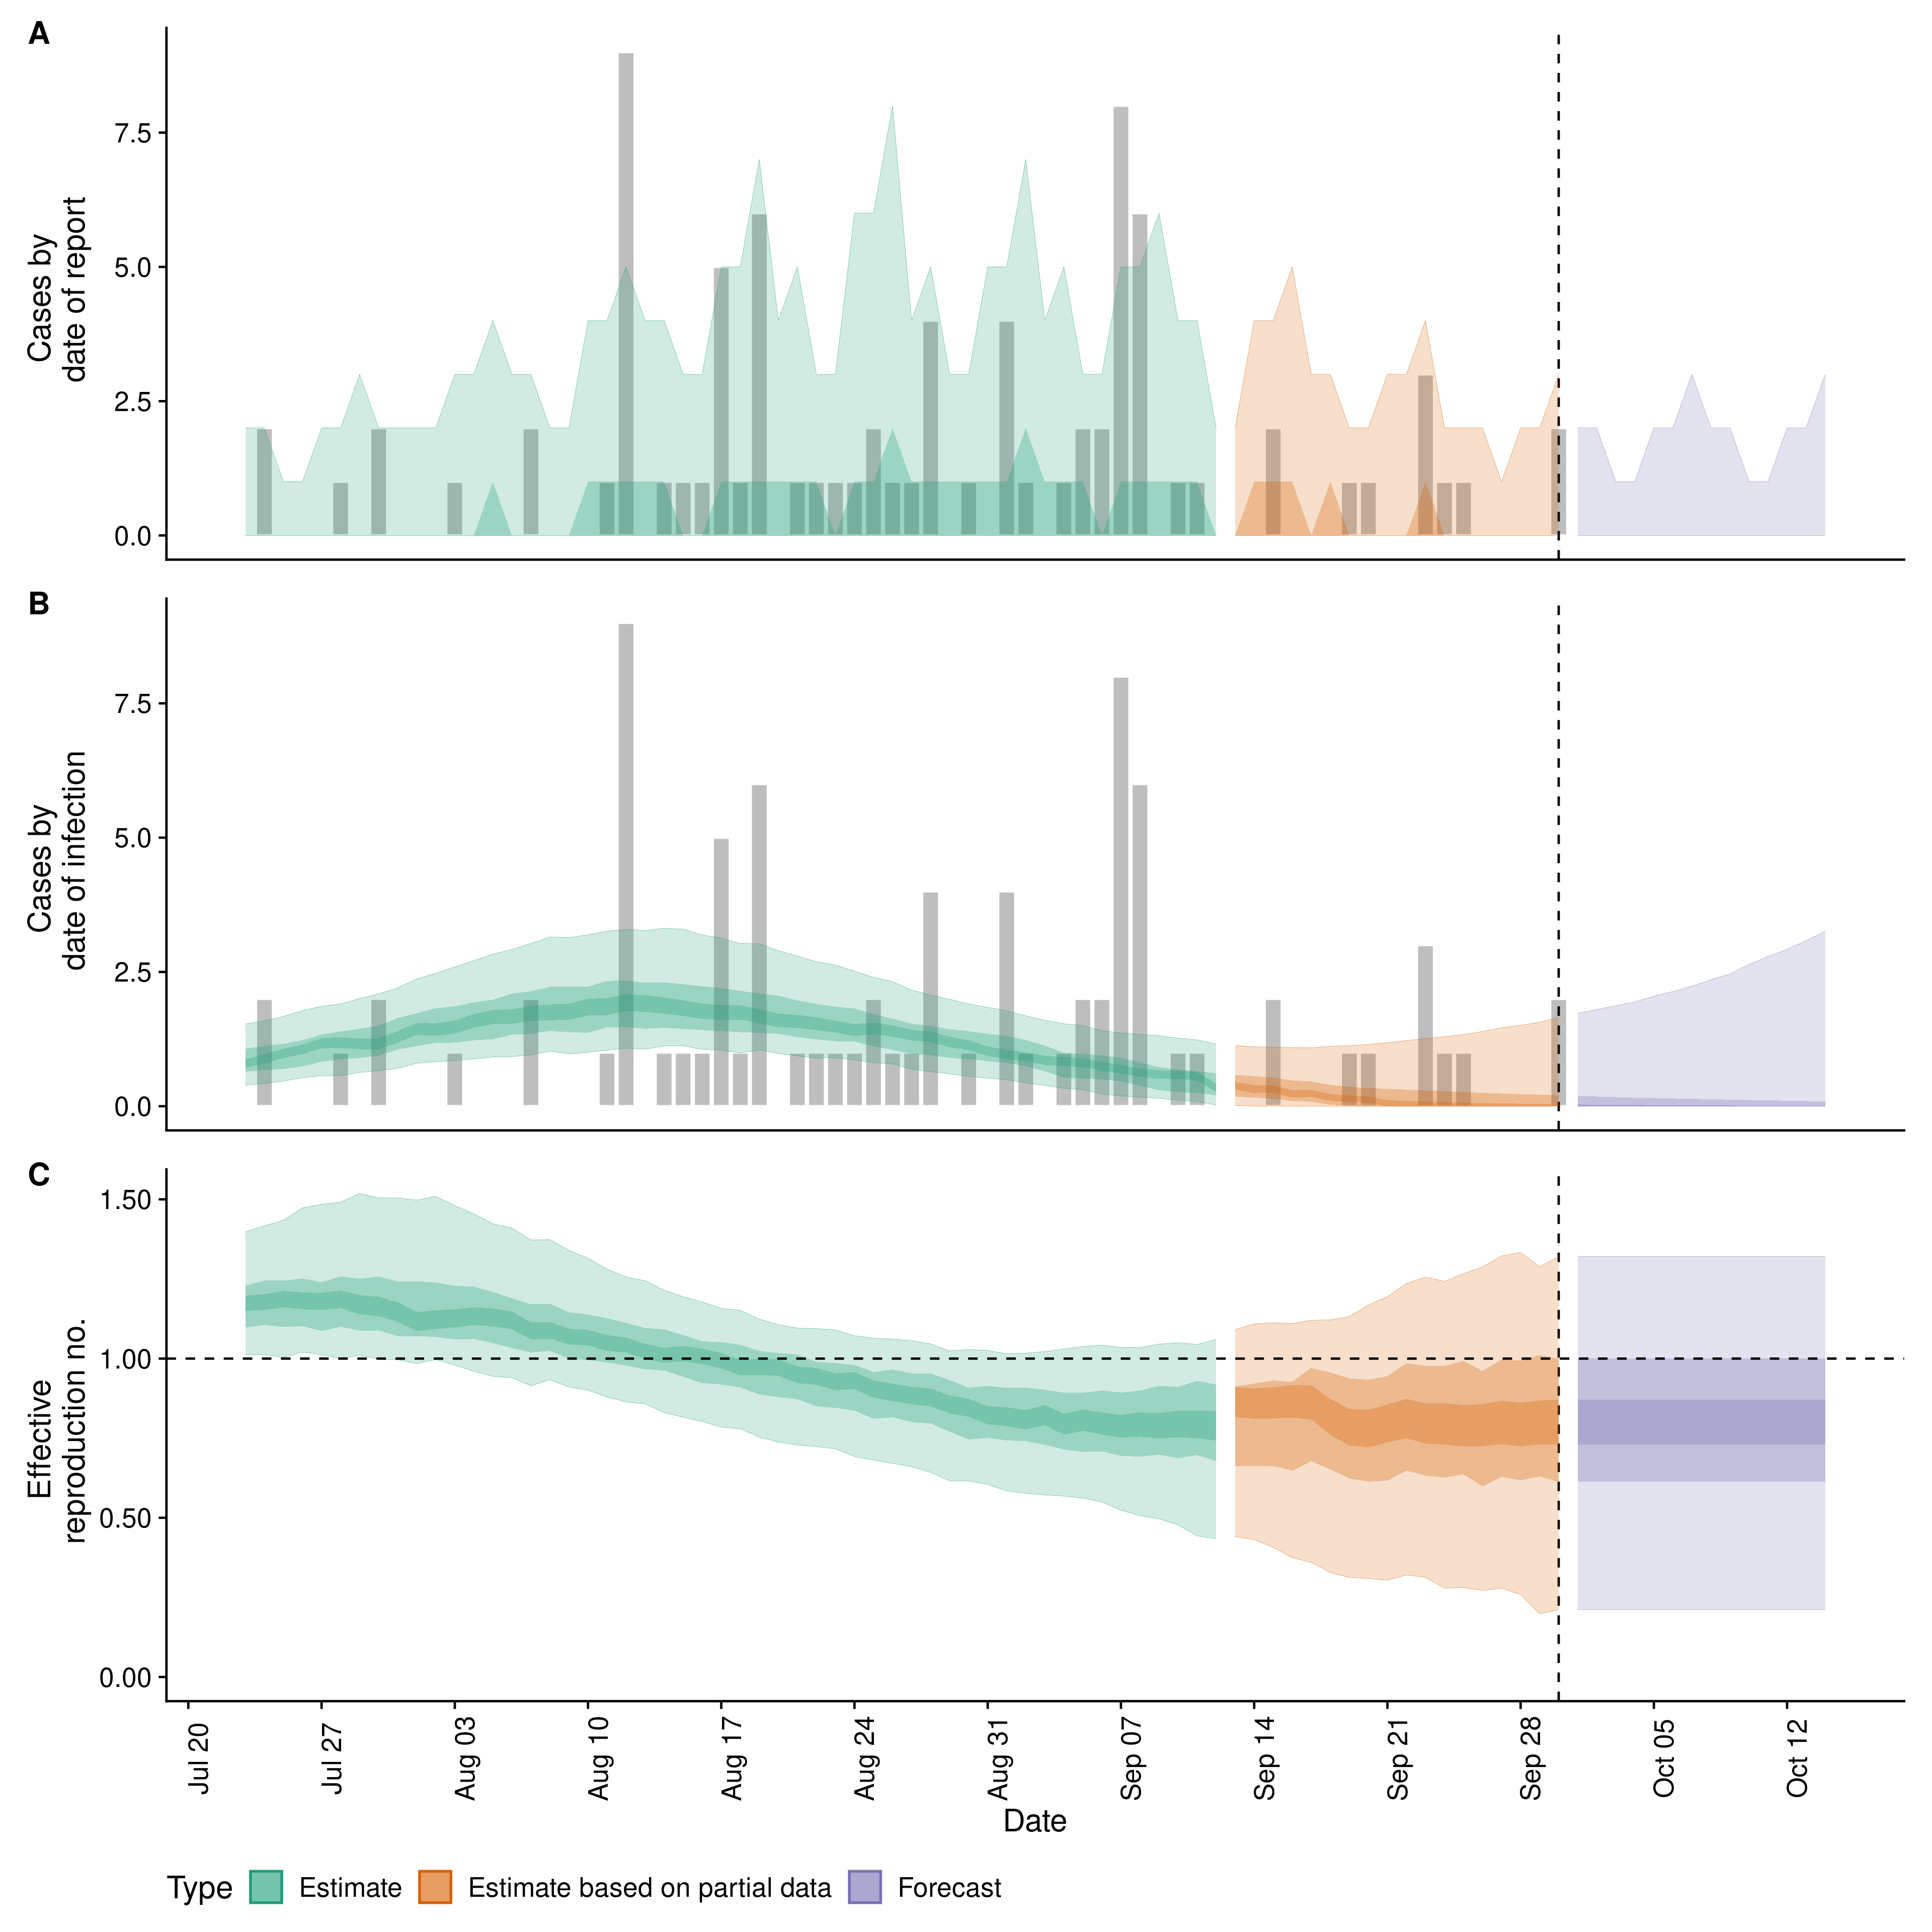 A
Cases by
date of report
7.5
5.0
2.5
0.0
B
Cases by
date of infection
7.5
5.0
2.5
0.0
C
Effective
reproduction no.
1.50
1.00
0.50
0.00
Jul 20
Jul 27
Aug 03
Aug 10
Aug 17
Aug 24
Aug 31
Sep 07
Sep 14
Sep 21
Sep 28
Oct 05
Oct 12
Date
Type
Estimate
Estimate based on partial data
Forecast